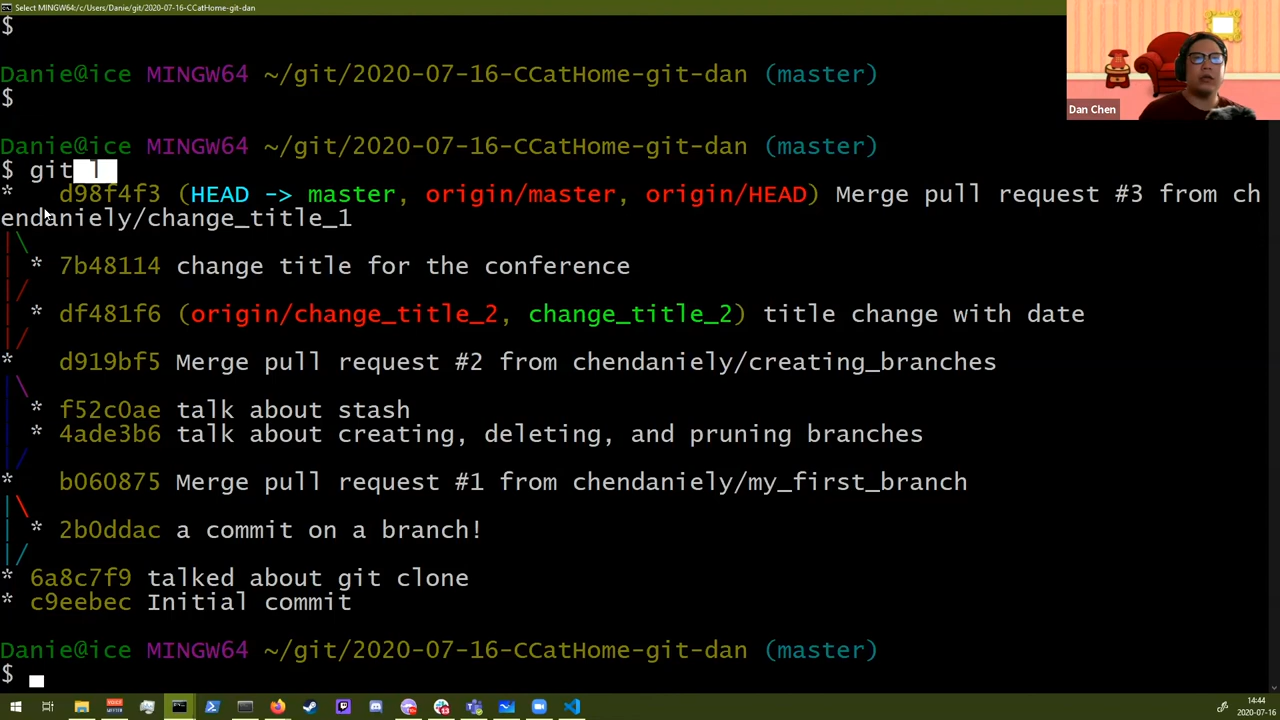 Select MINGW64:/c/Users/Danie/git/2020-07-16-CCatHome-git-dan
$
Danie@ice MINGW64 ~/git/2020-07-16-CCatHome-git-dan (master)
$
Danie@ice MINGW64 ~/git/2020-07-16-CCatHome-git-dan (master)
$ git l
*   d98f4f3 (HEAD -> master, origin/master, origin/HEAD) Merge pull request #3 from ch
endaniely/change_title_1
|\
| * 7b48114 change title for the conference
|/
| * df481f6 (origin/change_title_2, change_title_2) title change with date
|/
*   d919bf5 Merge pull request #2 from chendaniely/creating_branches
|\
| * f52c0ae talk about stash
| * 4ade3b6 talk about creating, deleting, and pruning branches
|/
*   b060875 Merge pull request #1 from chendaniely/my_first_branch
|\
| * 2b0ddac a commit on a branch!
|/
* 6a8c7f9 talked about git clone
* c9eebec Initial commit
Danie@ice MINGW64 ~/git/2020-07-16-CCatHome-git-dan (master)
$
Dan Chen
14:44
2020-07-16